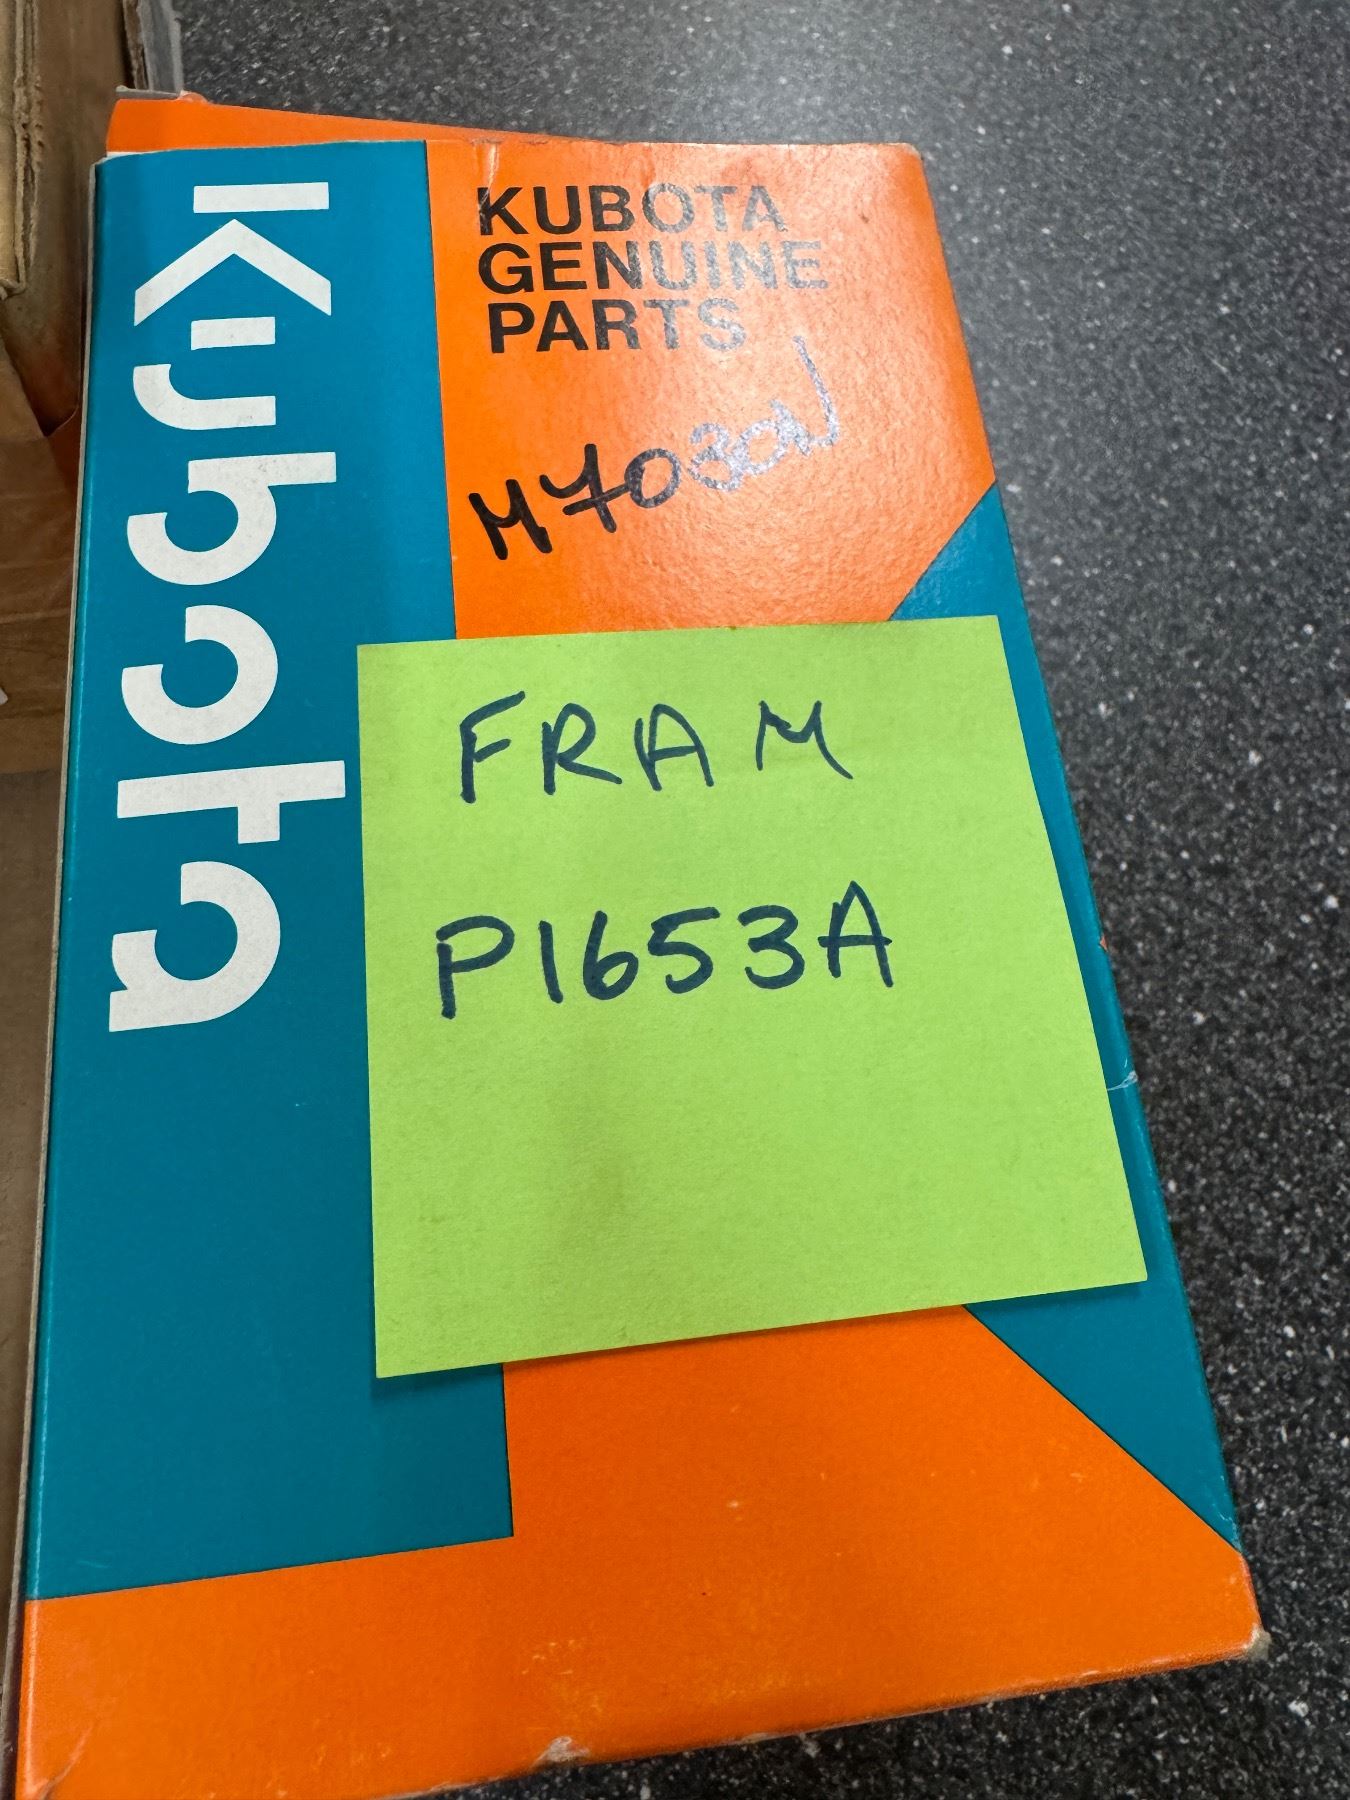 Kubota
KUBOTA
GENUINE
PARTS
M7030N
FRAM
P1653A